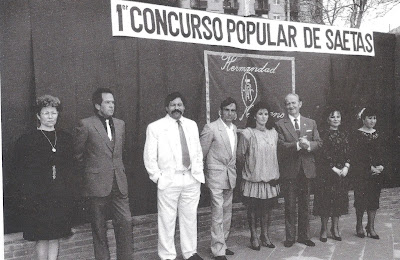 1er CONCURSO POPULAR DE SAETAS
Hermandad